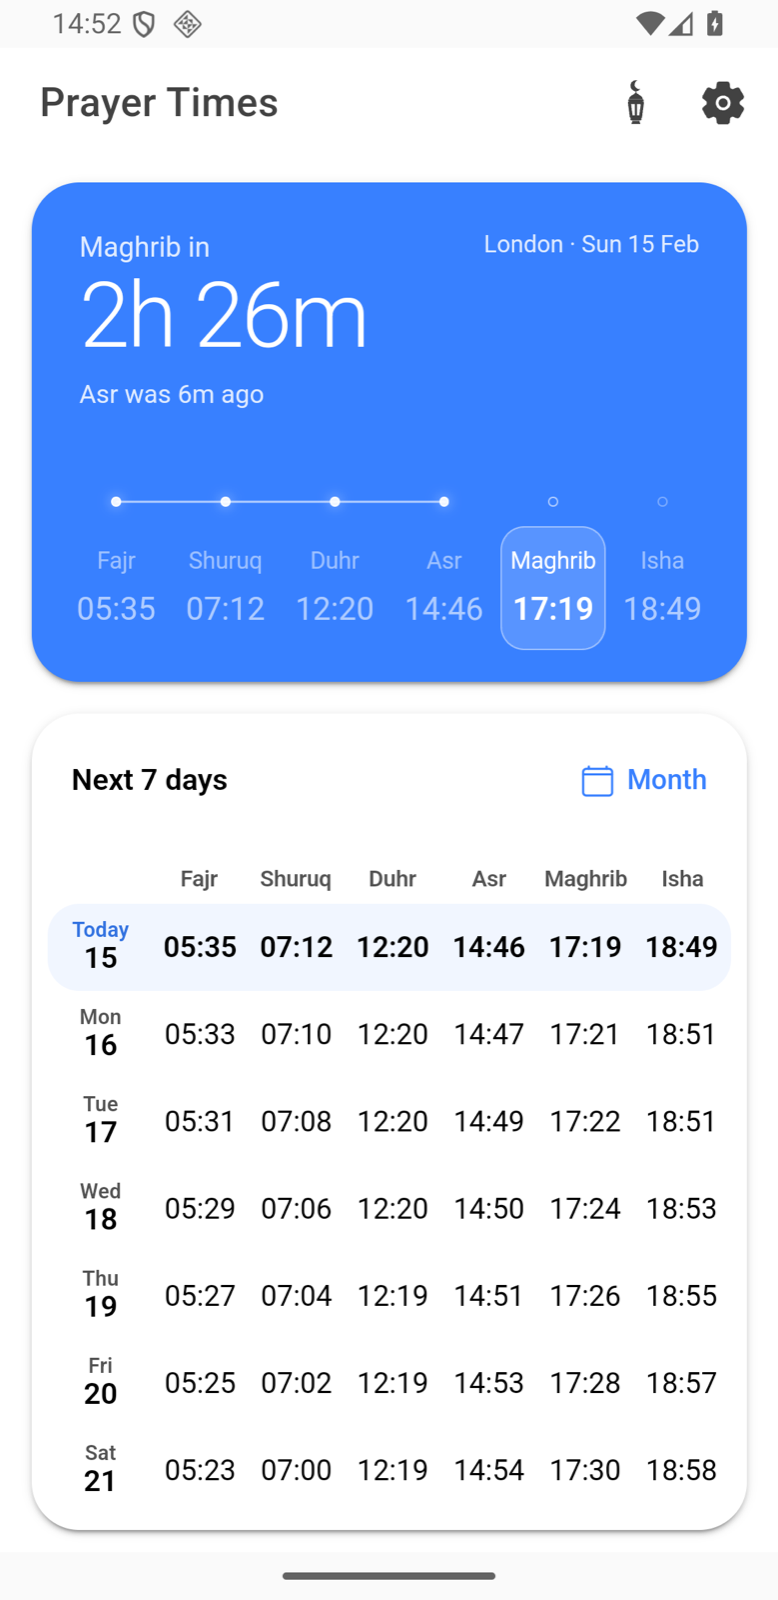 14:52
Prayer Times
Maghrib in
London · Sun 15 Feb
2h 26m
Asr was 6m ago
Fajr Shuruq Duhr Asr Maghrib Isha
05:35 07:12 12:20 14:46 17:19 18:49
Next 7 days
Month
Fajr Shuruq Duhr Asr Maghrib Isha
Today
15 05:35 07:12 12:20 14:46 17:19 18:49
Mon
16 05:33 07:10 12:20 14:47 17:21 18:51
Tue
17 05:31 07:08 12:20 14:49 17:22 18:51
Wed
18 05:29 07:06 12:20 14:50 17:24 18:53
Thu
19 05:27 07:04 12:19 14:51 17:26 18:55
Fri
20 05:25 07:02 12:19 14:53 17:28 18:57
Sat
21 05:23 07:00 12:19 14:54 17:30 18:58